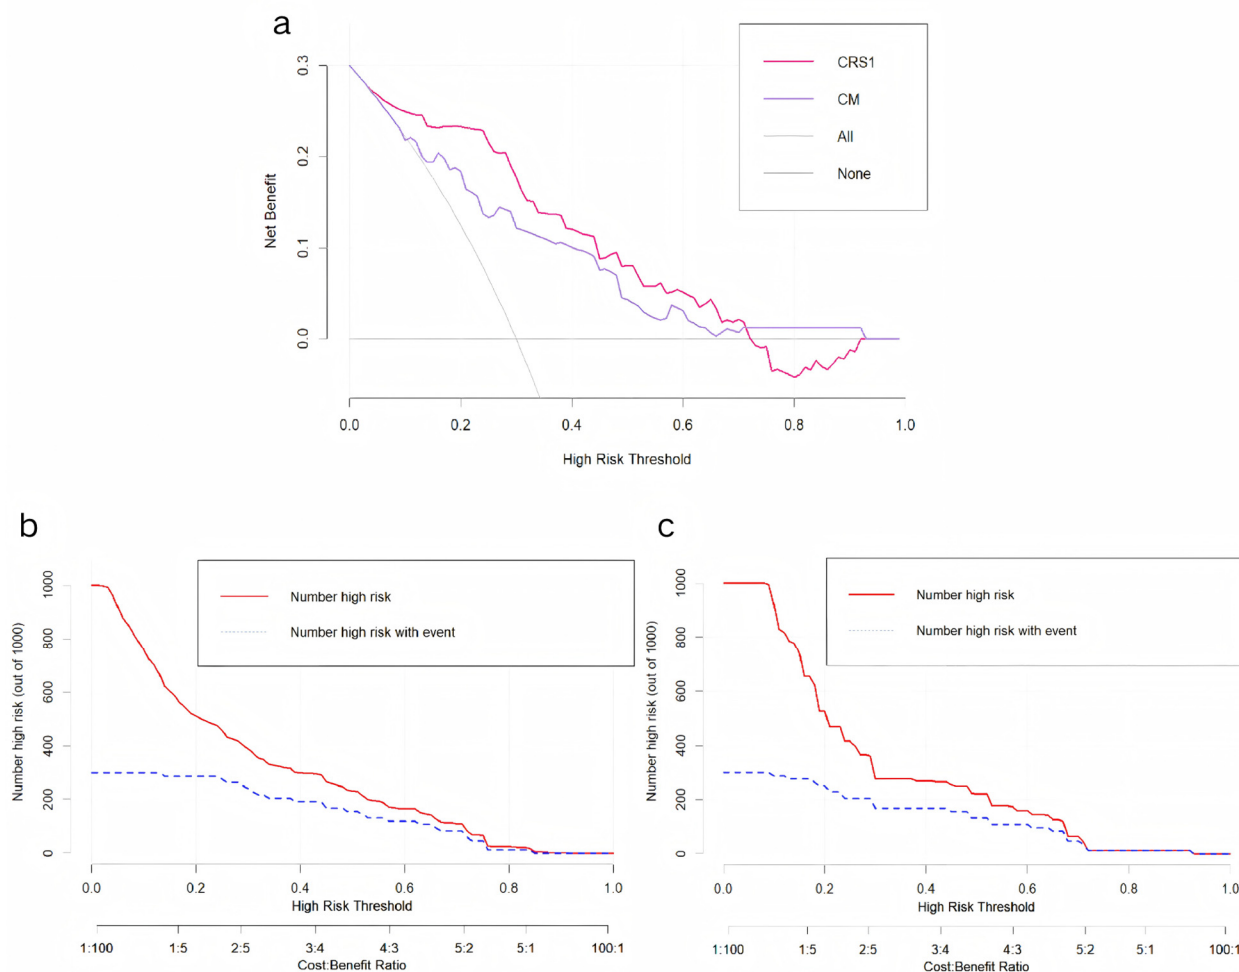 a
CRS1
CM
All
None
Net Benefit
0.3
0.2
0.1
0.0
0.0 0.2 0.4 0.6 0.8 1.0
High Risk Threshold
b
Number high risk
Number high risk with event
Number high risk (out of 1000)
1000
800
600
400
200
0
0.0 0.2 0.4 0.6 0.8 1.0
High Risk Threshold
1:100 1:5 2:5 3:4 4:3 5:2 5:1 100:1
Cost:Benefit Ratio
c
Number high risk
Number high risk with event
Number high risk (out of 1000)
1000
800
600
400
200
0
0.0 0.2 0.4 0.6 0.8 1.0
High Risk Threshold
1:100 1:5 2:5 3:4 4:3 5:2 5:1 100:1
Cost:Benefit Ratio